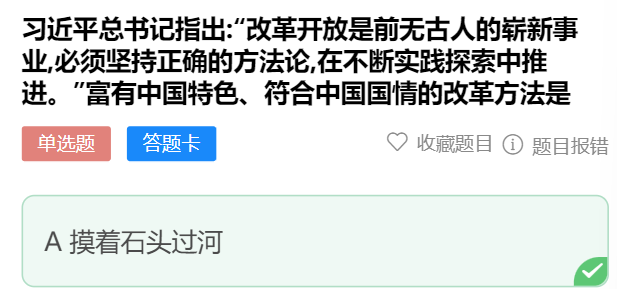 习近平总书记指出:“改革开放是前无古人的崭新事
业,必须坚持正确的方法论,在不断实践探索中推
进。”富有中国特色、符合中国国情的改革方法是
单选题 答题卡 收藏题目 题目报错
A 摸着石头过河